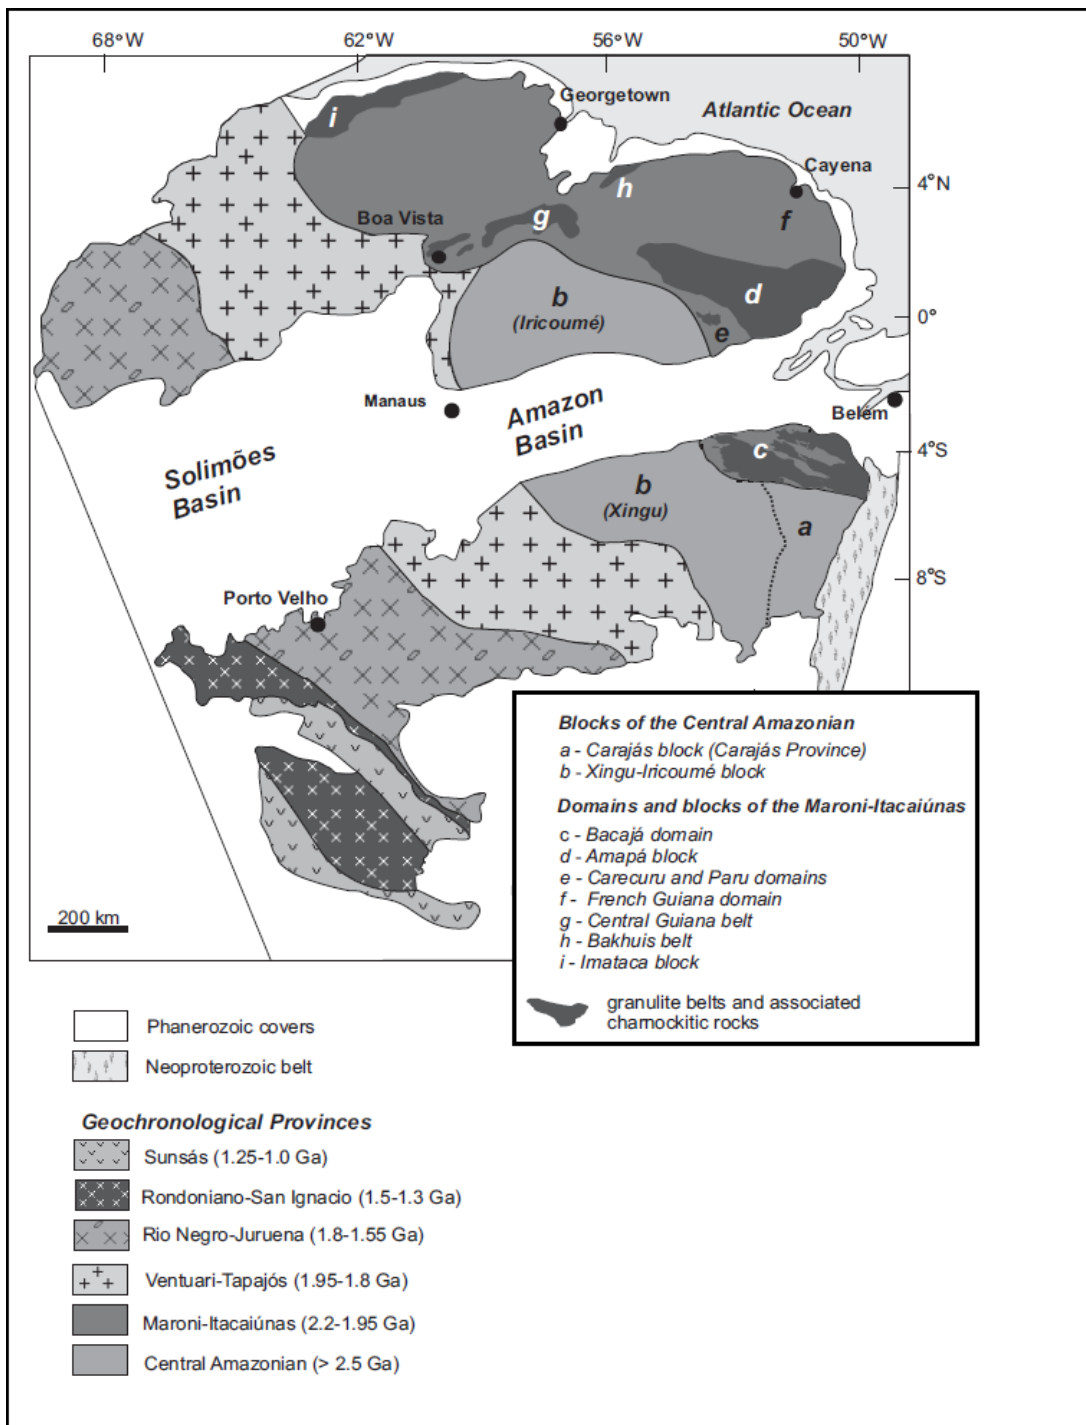 68°W 62°W 56°W 50°W
Georgetown
Atlantic Ocean
i
Cayena
4°N
h
Boa Vista
g
f
b
(Iricoumé)
d
0°
e
Manaus
Amazon
Basin
Belém
Solimões
Basin
c
4°S
b
(Xingu)
a
8°S
Porto Velho
200 km
Blocks of the Central Amazonian
a - Carajás block (Carajás Province)
b - Xingu-Iricoumé block
Domains and blocks of the Maroni-Itacaiúnas
c - Bacajá domain
d - Amapá block
e - Carecuru and Paru domains
f - French Guiana domain
g - Central Guiana belt
h - Bakhuis belt
i - Imataca block
granulite belts and associated
charnockitic rocks
Phanerozoic covers
Neoproterozoic belt
Geochronological Provinces
Sunsás (1.25-1.0 Ga)
Rondoniano-San Ignacio (1.5-1.3 Ga)
Rio Negro-Juruena (1.8-1.55 Ga)
Ventuari-Tapajós (1.95-1.8 Ga)
Maroni-Itacaiúnas (2.2-1.95 Ga)
Central Amazonian (> 2.5 Ga)